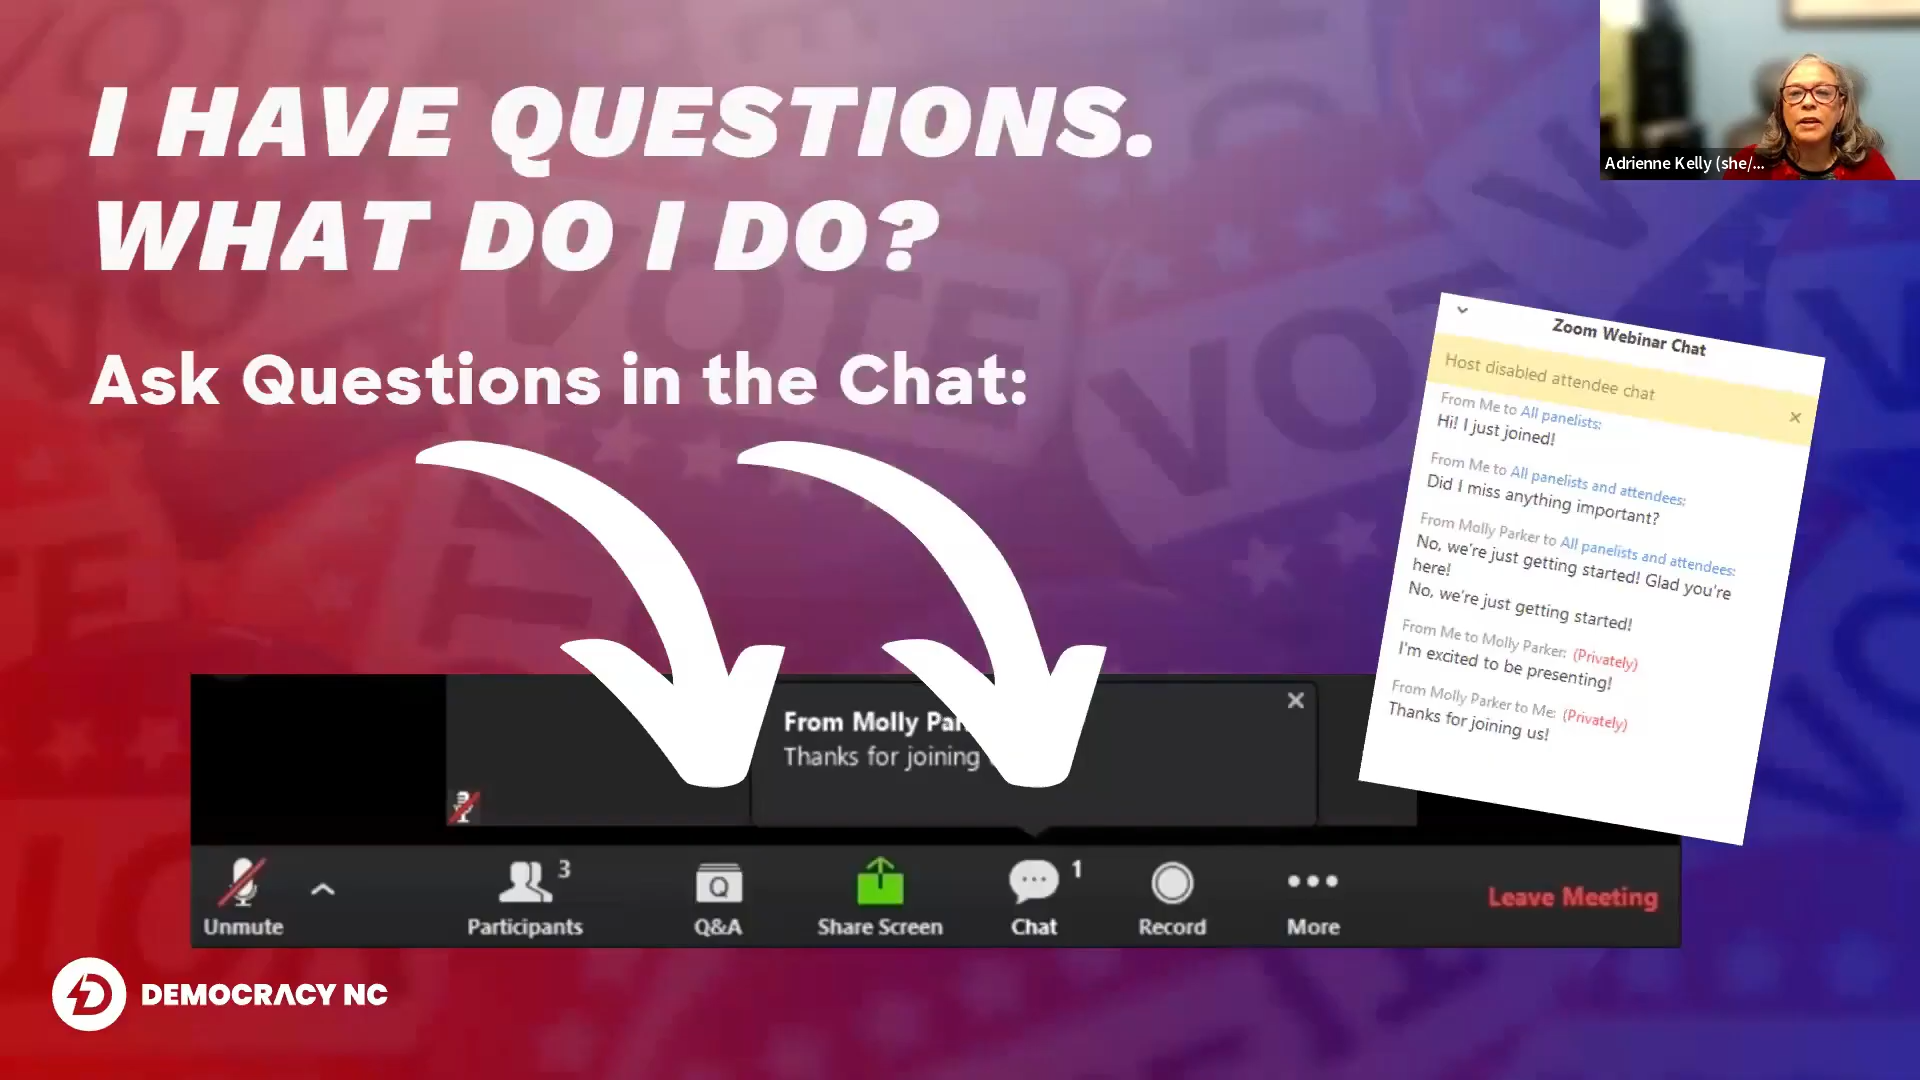 I HAVE QUESTIONS.
WHAT DO I DO?
Adrienne Kelly (she/...
Ask Questions in the Chat:
Zoom Webinar Chat
Host disabled attendee chat
From Me to All panelists:
Hi! I just joined!
From Me to All panelists and attendees:
Did I miss anything important?
From Molly Parker to All panelists and attendees:
No, we're just getting started! Glad you're
here!
No, we're just getting started!
From Me to Molly Parker: (Privately)
I'm excited to be presenting!
From Molly Parker to Me: (Privately)
Thanks for joining us!
From Molly Par
Thanks for joining
3
1
Unmute
Participants
Q
Q&A
Share Screen
Chat
Record
More
Leave Meeting
DEMOCRACY NC
VOTE
VOTE
VOTE